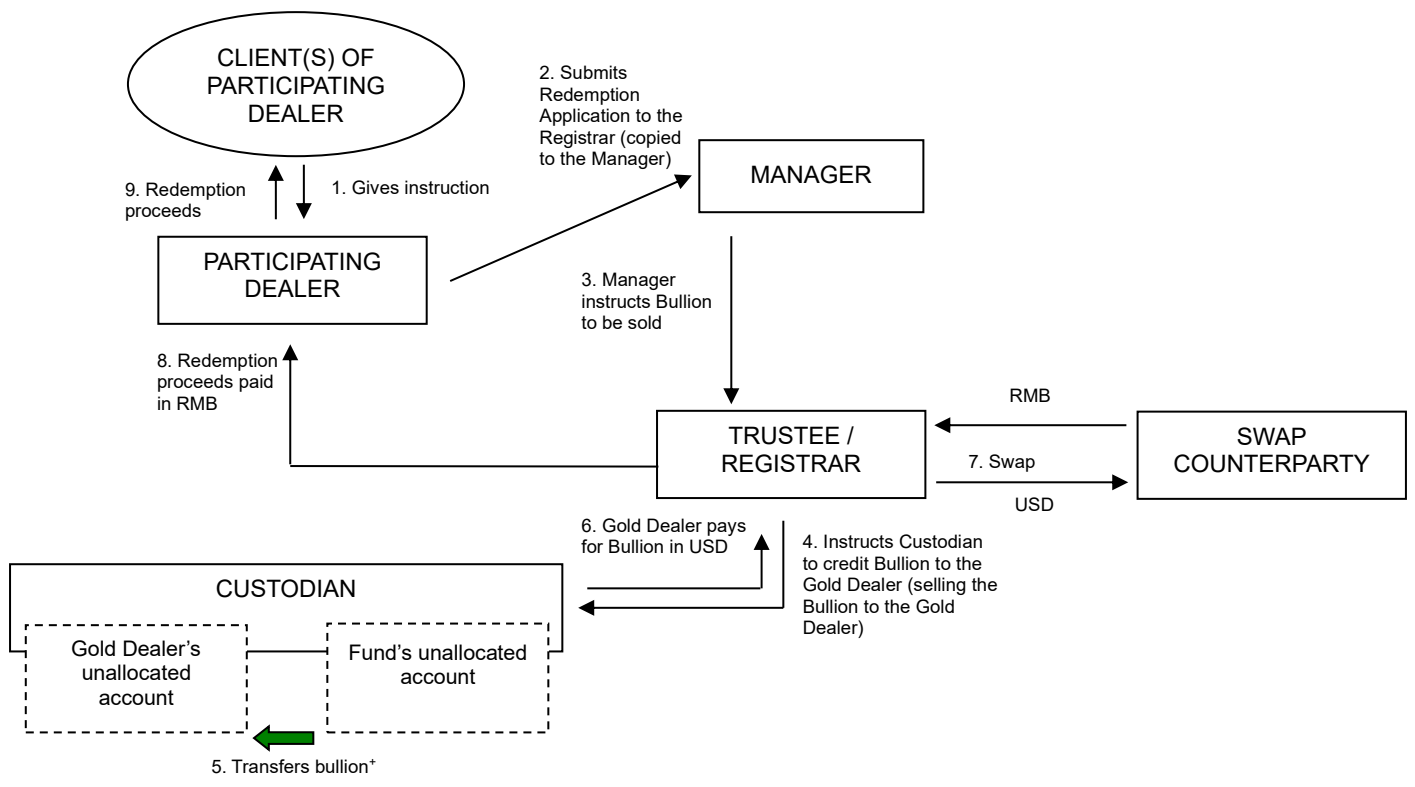 CLIENT(S) OF
PARTICIPATING
DEALER
2. Submits
Redemption
Application to the
Registrar (copied
to the Manager)
MANAGER
9. Redemption
proceeds
1. Gives instruction
PARTICIPATING
DEALER
3. Manager
instructs Bullion
to be sold
8. Redemption
proceeds paid
in RMB
TRUSTEE /
REGISTRAR
RMB
7. Swap
USD
SWAP
COUNTERPARTY
6. Gold Dealer pays
for Bullion in USD
4. Instructs Custodian
to credit Bullion to the
Gold Dealer (selling the
Bullion to the Gold
Dealer)
CUSTODIAN
Gold Dealer’s
unallocated
account
Fund’s unallocated
account
5. Transfers bullion⁺